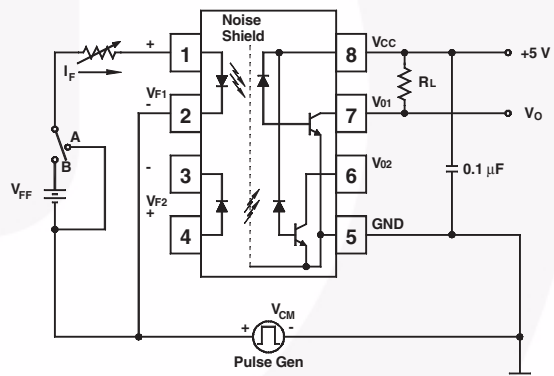 Noise
Shield
+
1
8
VCC
+5 V
IF
VF1
-
RL
2
7
V01
VO
A
B
-
3
6
V02
0.1 μF
VFF
VF2
+
4
5
GND
VCM
+
-
Pulse Gen